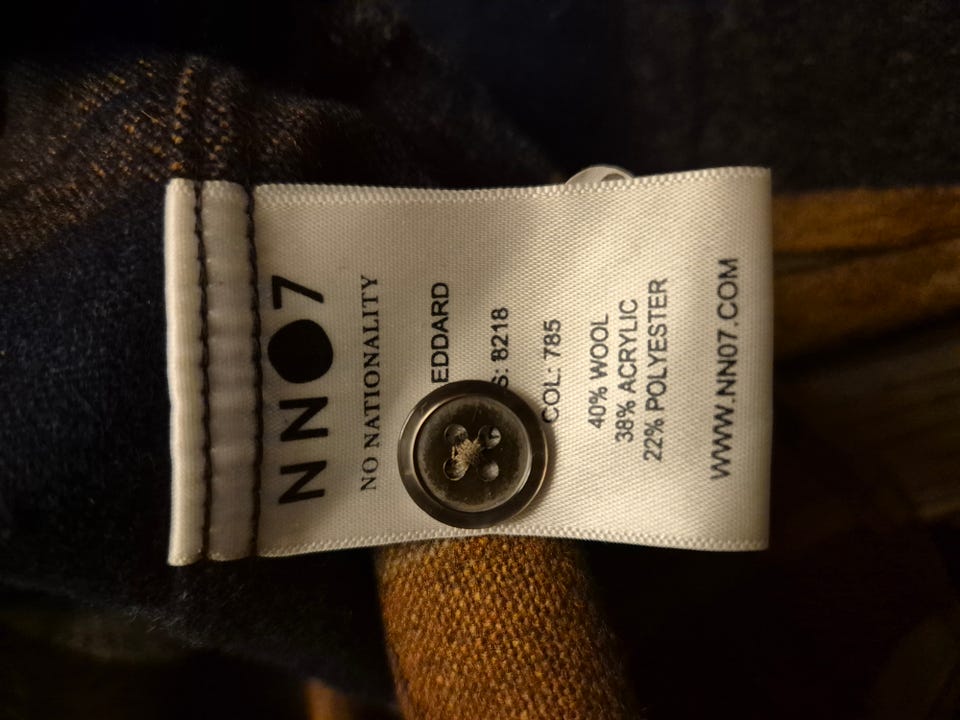 NN07
NO NATIONALITY
EDDARD
S: 8218
COL: 785
40% WOOL
38% ACRYLIC
22% POLYESTER
WWW.NN07.COM